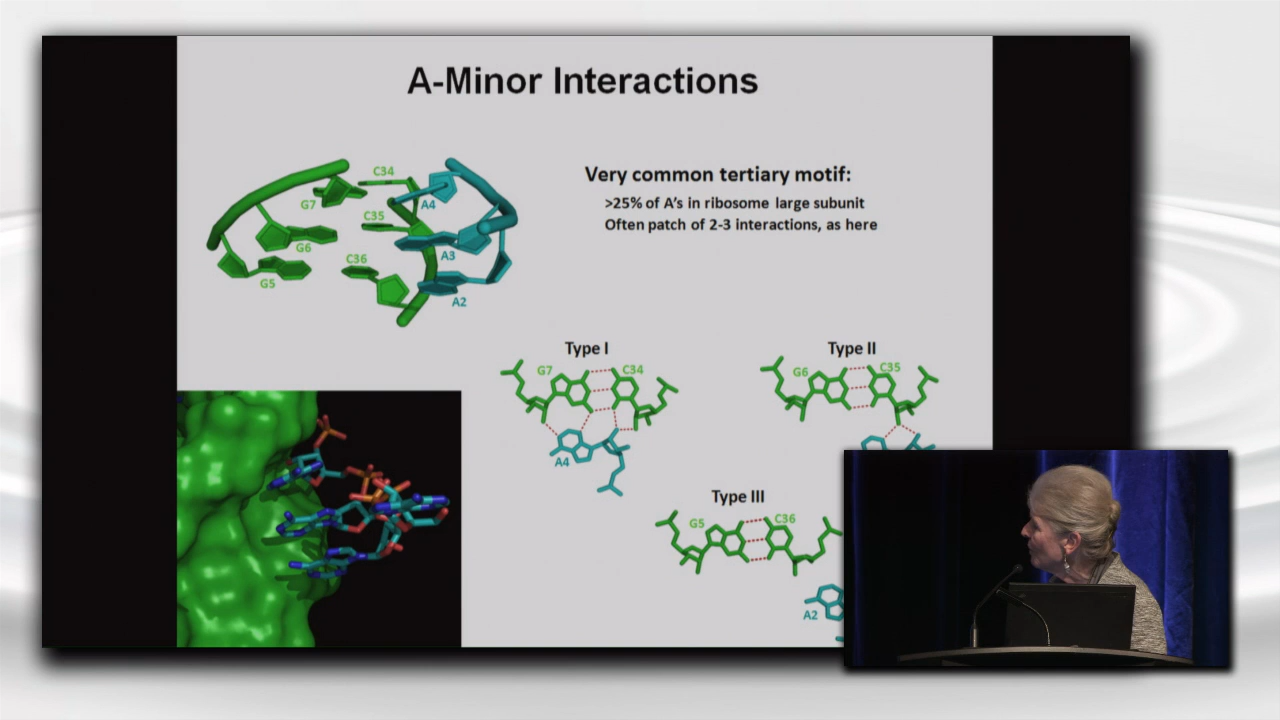 A-Minor Interactions
C34
G7
A4
C35
G6
A3
C36
G5
A2
Very common tertiary motif:
>25% of A's in ribosome large subunit
Often patch of 2-3 interactions, as here
Type I
G7
C34
A4
Type II
G6
C35
Type III
G5
C36
A2